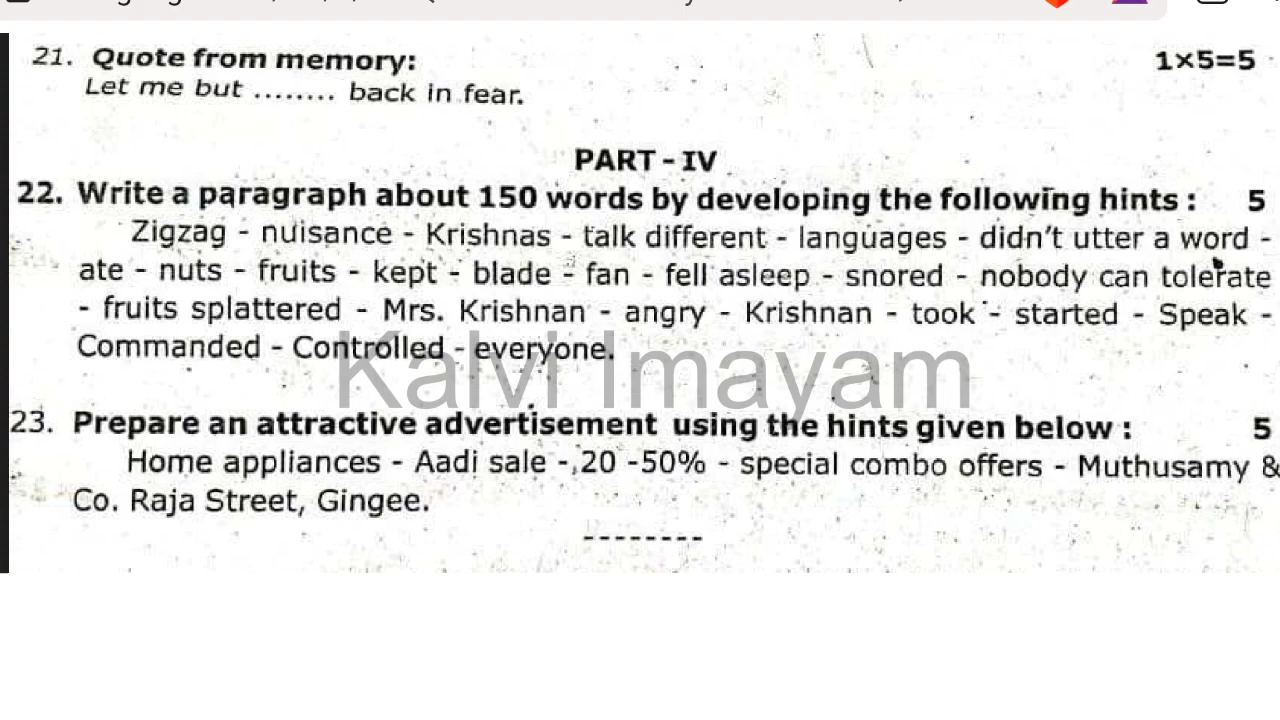 21. Quote from memory: 1×5=5
Let me but ........ back in fear.
PART - IV
22. Write a paragraph about 150 words by developing the following hints : 5
Zigzag - nuisance - Krishnas - talk different - languages - didn't utter a word -
ate - nuts - fruits - kept - blade - fan - fell asleep - snored - nobody can tolerate
- fruits splattered - Mrs. Krishnan - angry - Krishnan - took - started - Speak -
Commanded - Controlled - everyone.
Kalvi Imayam
23. Prepare an attractive advertisement using the hints given below : 5
Home appliances - Aadi sale - 20 -50% - special combo offers - Muthusamy &
Co. Raja Street, Gingee.
--------